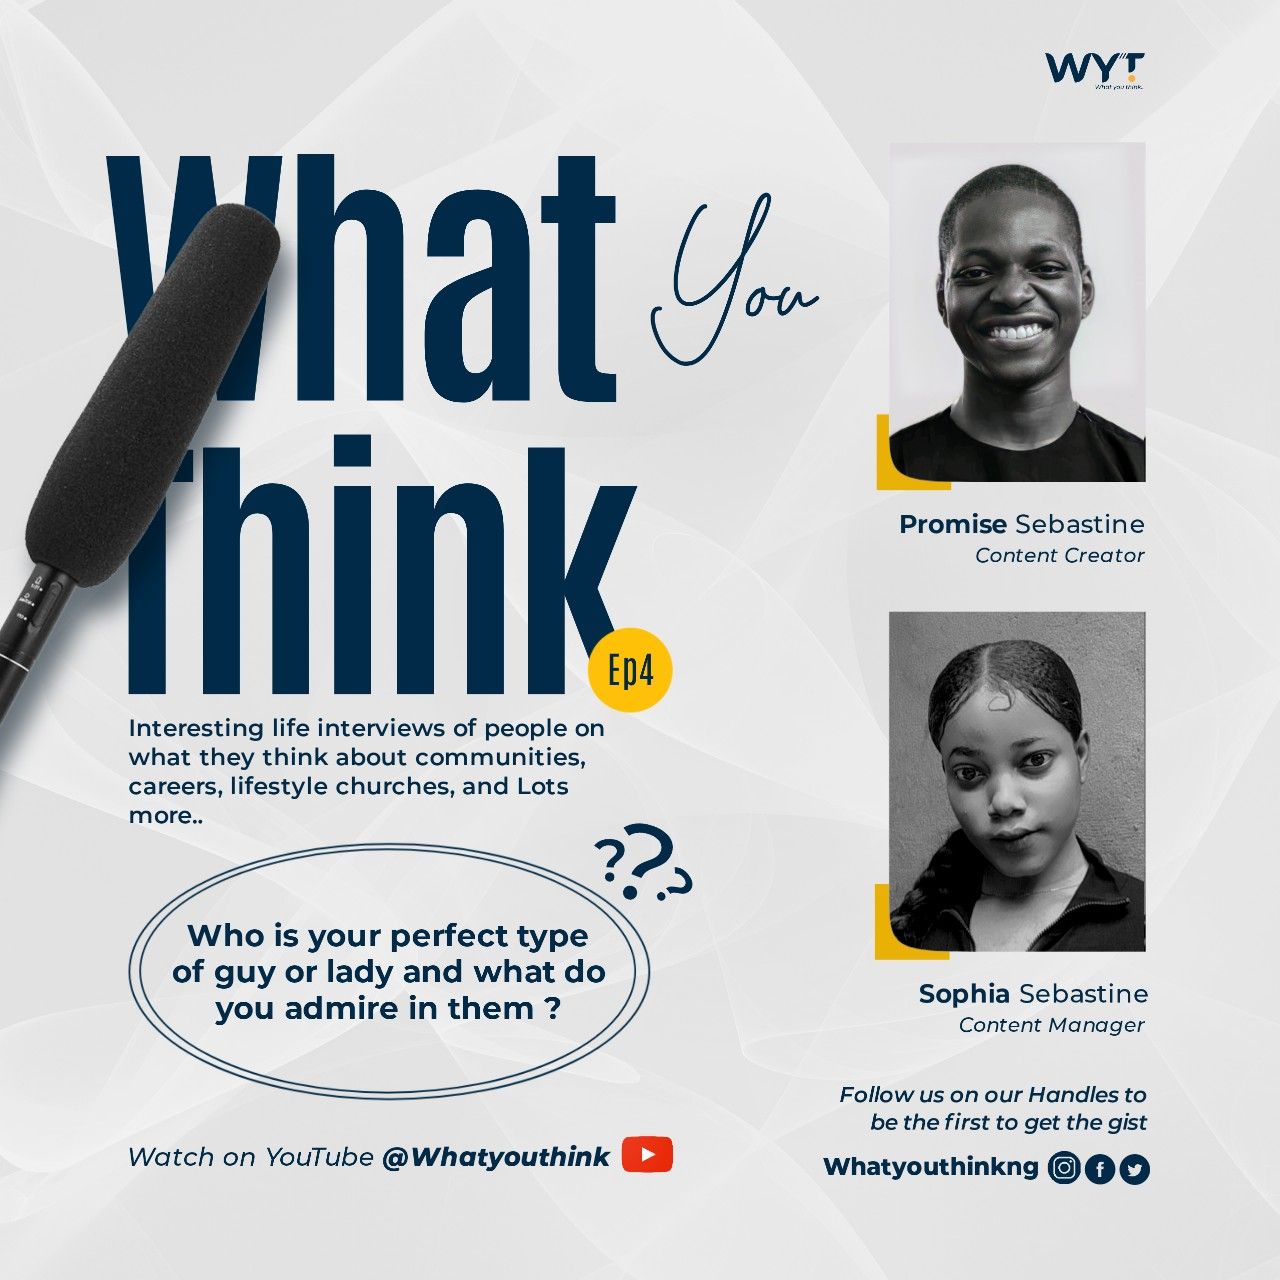 WYT
What you think.
What You
Think
Ep4
Interesting life interviews of people on
what they think about communities,
careers, lifestyle churches, and Lots
more..
???
Who is your perfect type
of guy or lady and what do
you admire in them ?
Watch on YouTube @Whatyouthink
Promise Sebastine
Content Creator
Sophia Sebastine
Content Manager
Follow us on our Handles to
be the first to get the gist
Whatyouthinkng